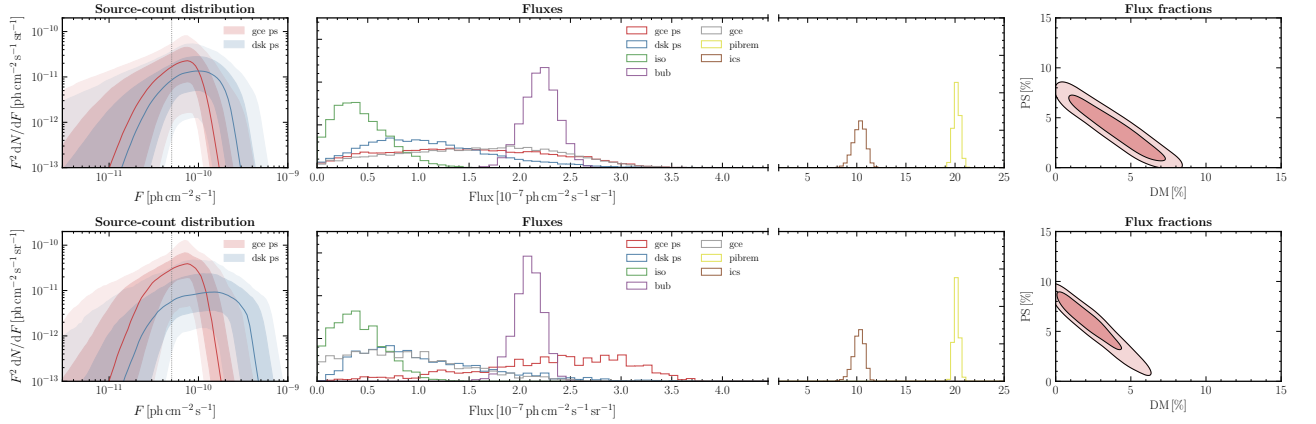 Source-count distribution
Fluxes
Flux fractions
gce ps
dsk ps
gce ps
dsk ps
iso
bub
gce
pibrem
ics
F² dN/dF [ph cm⁻² s⁻¹ sr⁻¹]
10⁻¹⁰
10⁻¹¹
10⁻¹²
10⁻¹³
10⁻¹¹ 10⁻¹⁰ 10⁻⁹
F [ph cm⁻² s⁻¹]
0.0 0.5 1.0 1.5 2.0 2.5 3.0 3.5 4.0 5 10 15 20 25
Flux [10⁻⁷ ph cm⁻² s⁻¹ sr⁻¹]
PS [%]
15
10
5
0
0 5 10 15
DM [%]
Source-count distribution
Fluxes
Flux fractions
gce ps
dsk ps
gce ps
dsk ps
iso
bub
gce
pibrem
ics
F² dN/dF [ph cm⁻² s⁻¹ sr⁻¹]
10⁻¹⁰
10⁻¹¹
10⁻¹²
10⁻¹³
10⁻¹¹ 10⁻¹⁰ 10⁻⁹
F [ph cm⁻² s⁻¹]
0.0 0.5 1.0 1.5 2.0 2.5 3.0 3.5 4.0 5 10 15 20 25
Flux [10⁻⁷ ph cm⁻² s⁻¹ sr⁻¹]
PS [%]
15
10
5
0
0 5 10 15
DM [%]